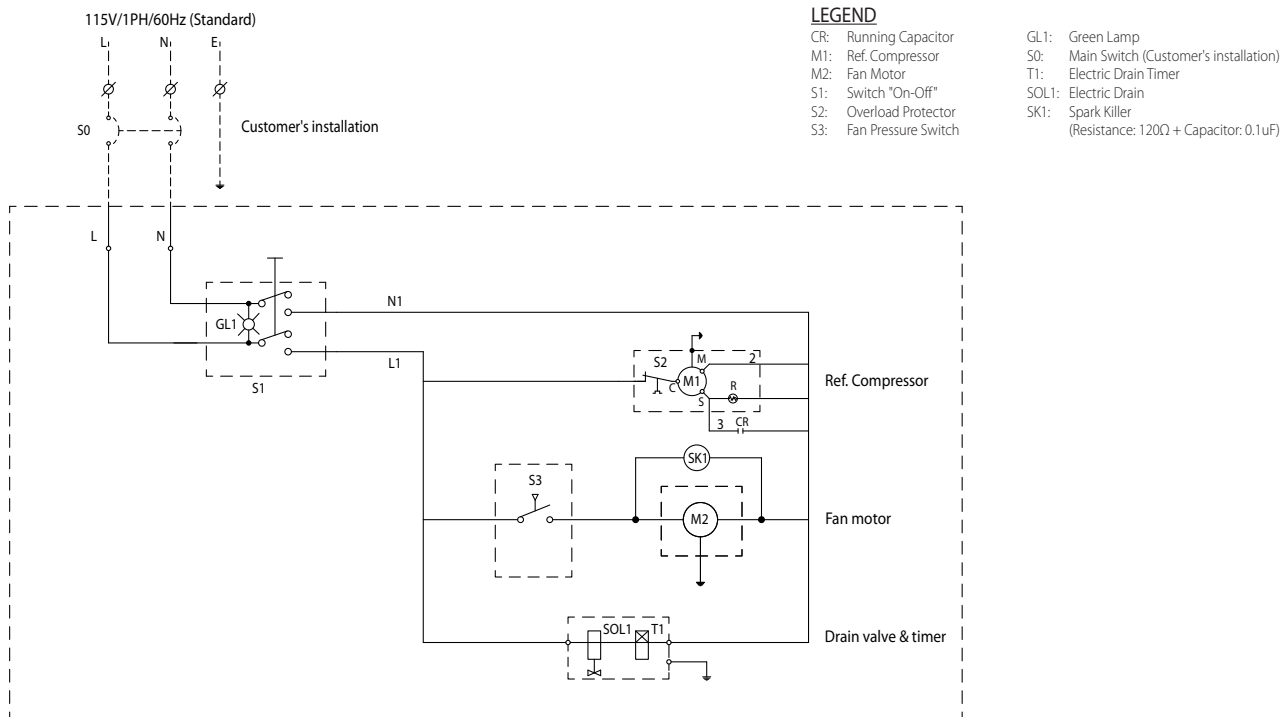 115V/1PH/60Hz (Standard)
L
N
E
S0
Customer's installation
LEGEND
CR: Running Capacitor
M1: Ref. Compressor
M2: Fan Motor
S1: Switch "On-Off"
S2: Overload Protector
S3: Fan Pressure Switch
GL1: Green Lamp
S0: Main Switch (Customer's installation)
T1: Electric Drain Timer
SOL1: Electric Drain
SK1: Spark Killer
(Resistance: 120Ω + Capacitor: 0.1uF)
L
N
GL1
N1
L1
S1
S2
M
2
C
M1
R
S
3
CR
Ref. Compressor
SK1
S3
M2
Fan motor
SOL1
T1
Drain valve & timer